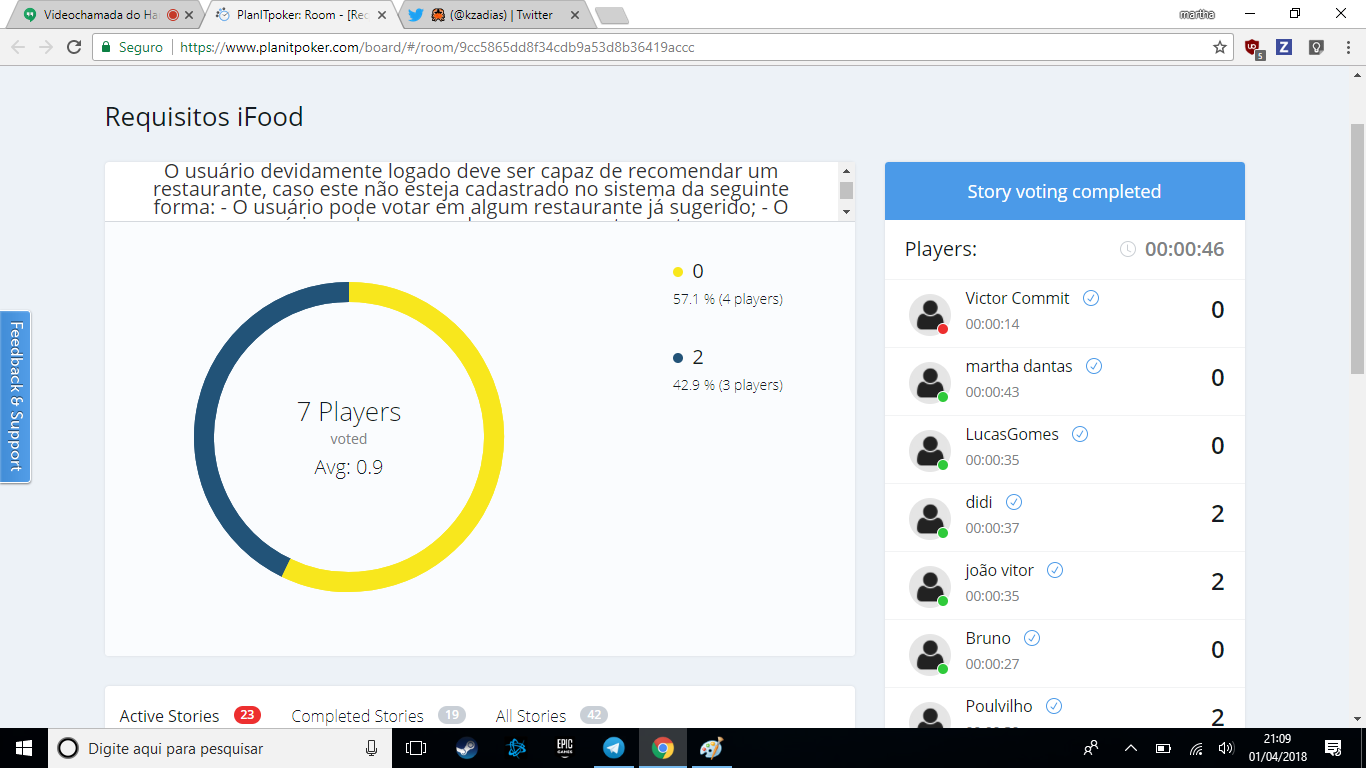 Videochamada do Ha
PlanITpoker: Room - [Req
(@kzadias) | Twitter
martha
Seguro
https://www.planitpoker.com/board/#/room/9cc5865dd8f34cdb9a53d8b36419accc
5
Requisitos iFood
O usuário devidamente logado deve ser capaz de recomendar um
restaurante, caso este não esteja cadastrado no sistema da seguinte
forma: - O usuário pode votar em algum restaurante já sugerido; - O
7 Players
voted
Avg: 0.9
0
57.1 % (4 players)
2
42.9 % (3 players)
Feedback & Support
Story voting completed
Players:
00:00:46
Victor Commit
0
00:00:14
martha dantas
0
00:00:43
LucasGomes
0
00:00:35
didi
2
00:00:37
joão vitor
2
00:00:35
Bruno
0
00:00:27
Poulvilho
2
Active Stories 23
Completed Stories 19
All Stories 42
Digite aqui para pesquisar
EPIC
GAMES
21:09
01/04/2018